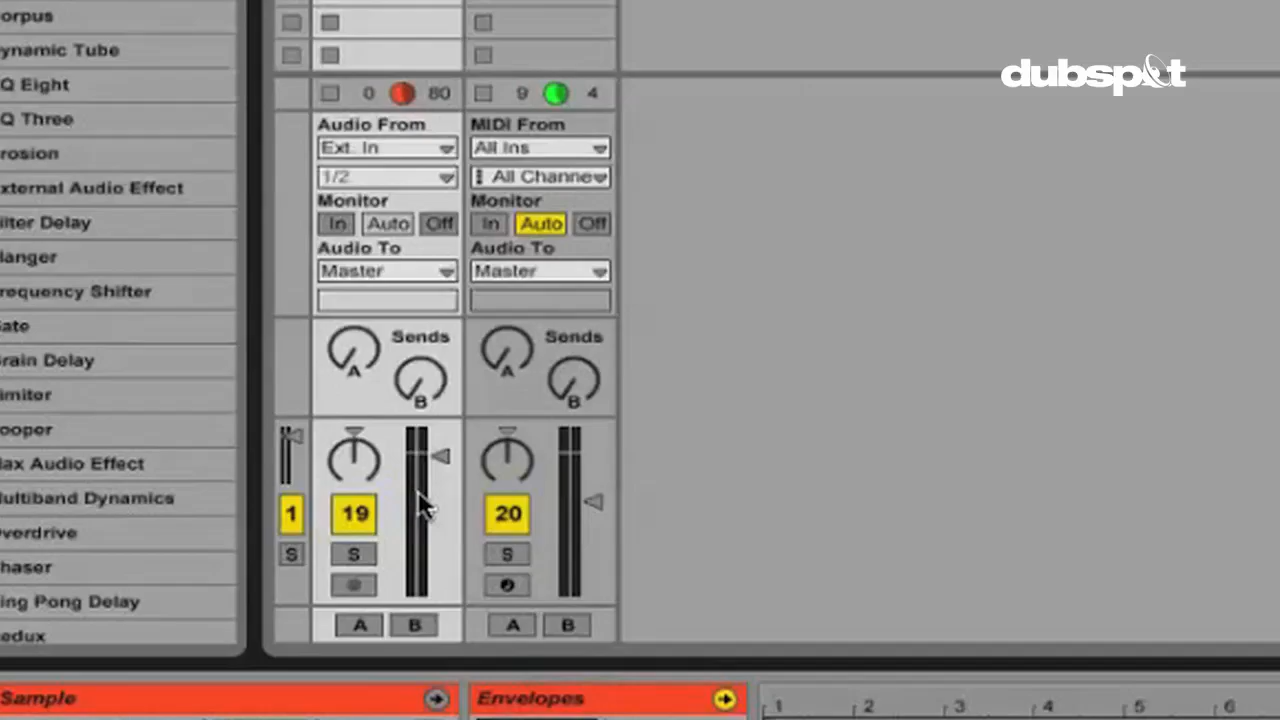 orpus
ynamic Tube
Q Eight
Q Three
rosion
xternal Audio Effect
ilter Delay
langer
requency Shifter
ate
rain Delay
imiter
ooper
lax Audio Effect
lultiband Dynamics
verdrive
haser
ing Pong Delay
edux
0 80 9 4
Audio From MIDI From
Ext. In All Ins
1/2 All Channe
Monitor Monitor
In Auto Off In Auto Off
Audio To Audio To
Master Master
Sends Sends
A A
B B
1 19 20
S S S
A B A B
Sample Envelopes
1 2 3 4 5 6
dubspot